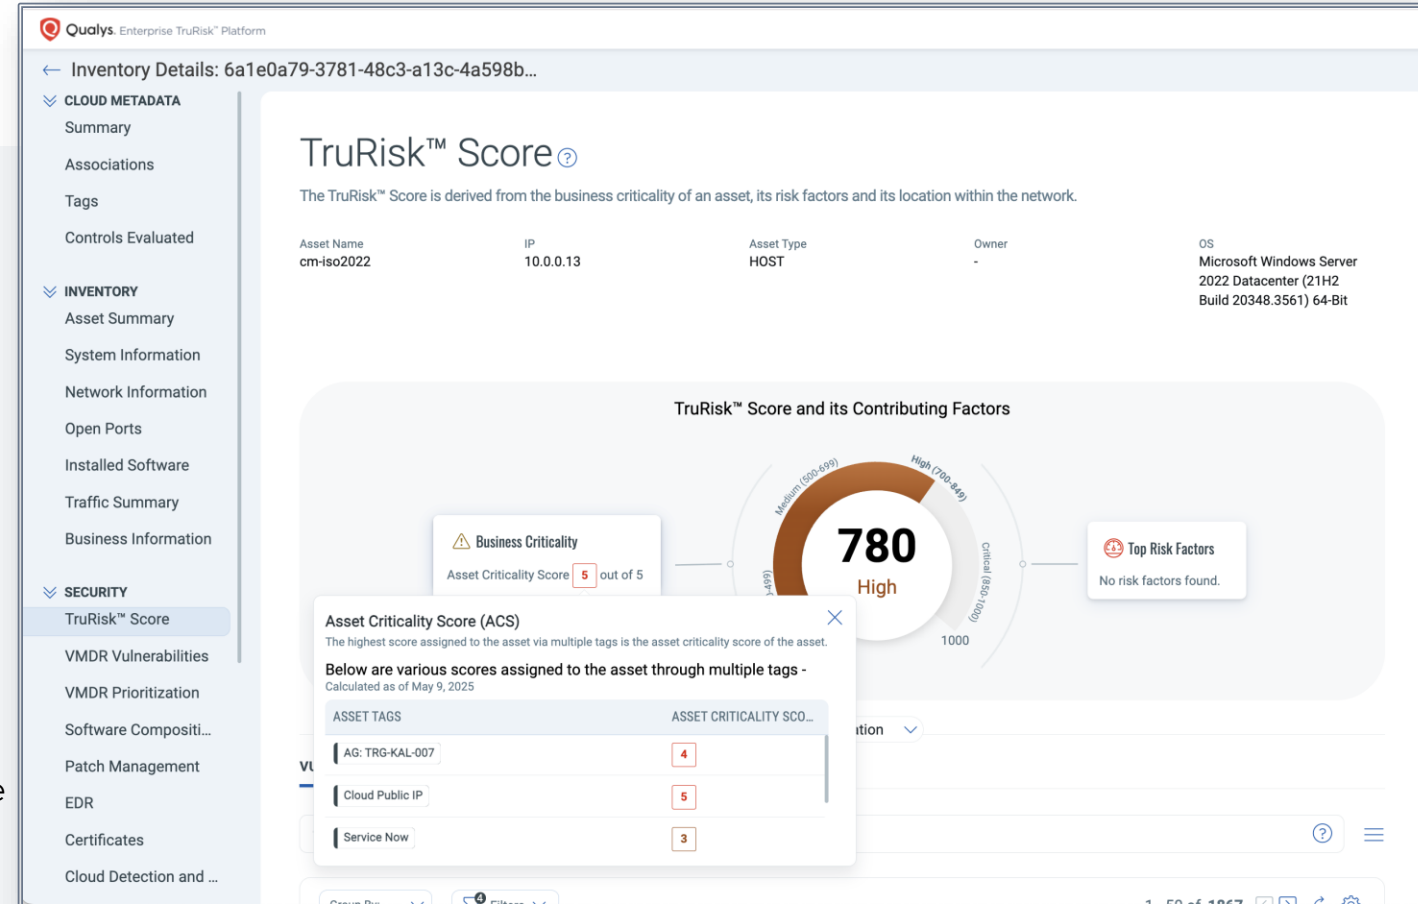 Qualys. Enterprise TruRisk™ Platform
← Inventory Details: 6a1e0a79-3781-48c3-a13c-4a598b...
CLOUD METADATA
Summary
Associations
Tags
Controls Evaluated
INVENTORY
Asset Summary
System Information
Network Information
Open Ports
Installed Software
Traffic Summary
Business Information
SECURITY
TruRisk™ Score
VMDR Vulnerabilities
VMDR Prioritization
Software Compositi...
Patch Management
EDR
Certificates
Cloud Detection and ...
TruRisk™ Score
The TruRisk™ Score is derived from the business criticality of an asset, its risk factors and its location within the network.
Asset Name
cm-iso2022
IP
10.0.0.13
Asset Type
HOST
Owner
-
OS
Microsoft Windows Server
2022 Datacenter (21H2
Build 20348.3561) 64-Bit
TruRisk™ Score and its Contributing Factors
Business Criticality
Asset Criticality Score 5 out of 5
Medium (500-699)
High (700-849)
Critical (850-1000)
-499)
780
High
1000
Top Risk Factors
No risk factors found.
Asset Criticality Score (ACS)
The highest score assigned to the asset via multiple tags is the asset criticality score of the asset.
Below are various scores assigned to the asset through multiple tags -
Calculated as of May 9, 2025
ASSET TAGS ASSET CRITICALITY SCO...
AG: TRG-KAL-007 4
Cloud Public IP 5
Service Now 3
ation
e
4 Filters
1 - 50 of 1867